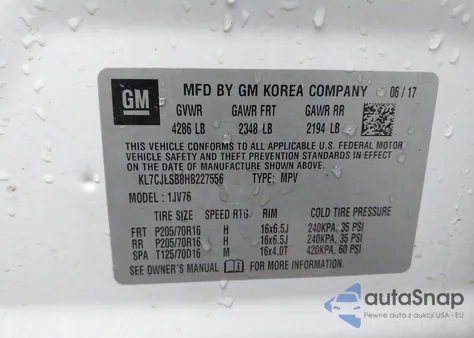 GM
MFD BY GM KOREA COMPANY 06/17
GVWR GAWR FRT GAWR RR
4286 LB 2348 LB 2194 LB
THIS VEHICLE CONFORMS TO ALL APPLICABLE U.S. FEDERAL MOTOR
VEHICLE SAFETY, BUMPER, AND THEFT PREVENTION STANDARDS IN EFFECT
ON THE DATE OF MANUFACTURE SHOWN ABOVE.
KL7CJLSB8HB227556 TYPE: MPV
MODEL : 1JV76
TIRE SIZE SPEED RTG RIM COLD TIRE PRESSURE
FRT P205/70R16 H 16x6.5J 240KPA, 35 PSI
RR P205/70R16 H 16x6.5J 240KPA, 35 PSI
SPA T125/70D16 M 16x4.0T 420KPA, 60 PSI
SEE OWNER'S MANUAL FOR MORE INFORMATION.
autoSnap
Pewne auta z aukcji USA i EU